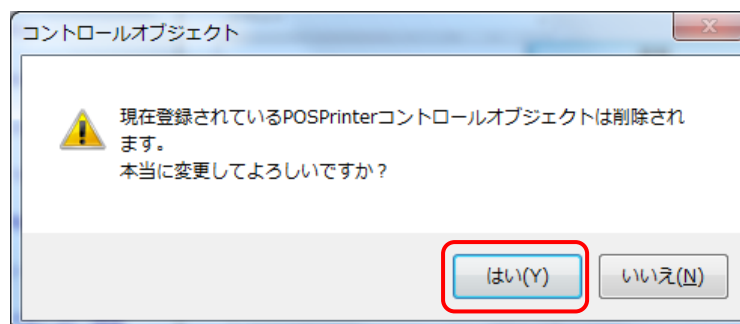 コントロールオブジェクト
現在登録されているPOSPrinterコントロールオブジェクトは削除され
ます。
本当に変更してよろしいですか？
はい(Y)
いいえ(N)